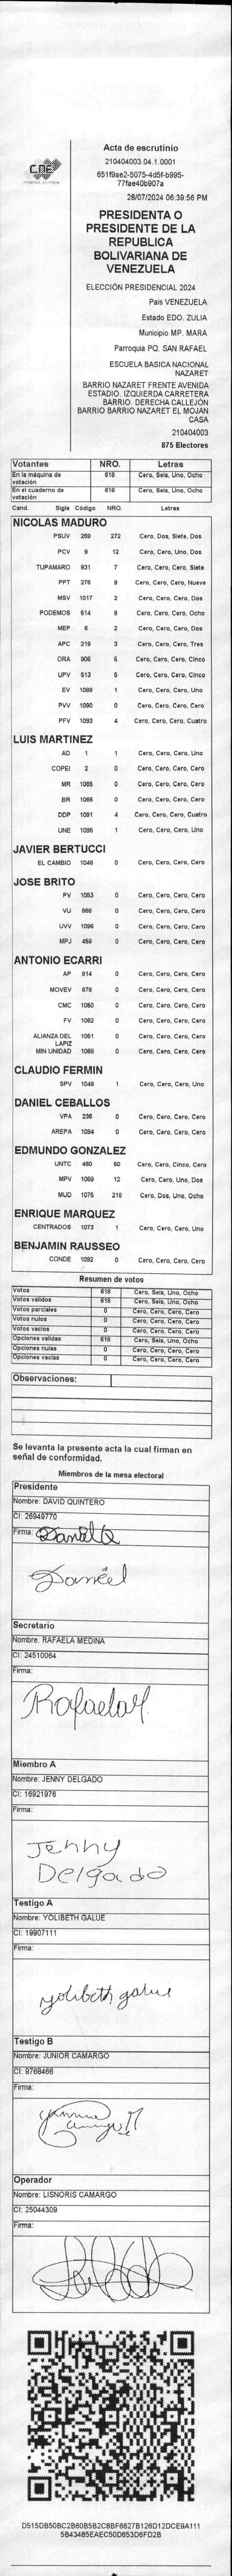 CNE
Acta de escrutinio
210404003.04.1.0001
651f9ae2-5075-4d5f-b995-
77fae40b907a
28/07/2024 06:39:56 PM
PRESIDENTA O
PRESIDENTE DE LA
REPUBLICA
BOLIVARIANA DE
VENEZUELA
ELECCIÓN PRESIDENCIAL 2024
País VENEZUELA
Estado EDO. ZULIA
Municipio MP. MARA
Parroquia PQ. SAN RAFAEL
ESCUELA BASICA NACIONAL
NAZARET
BARRIO NAZARET FRENTE AVENIDA
ESTADIO. IZQUIERDA CARRETERA
BARRIO. DERECHA CALLEJÓN
BARRIO BARRIO NAZARET EL MOJAN
CASA
210404003
875 Electores
Votantes NRO. Letras
En la máquina de votación 618 Cero, Seis, Uno, Ocho
En el cuaderno de votación 618 Cero, Seis, Uno, Ocho
Cand. Sigla Código NRO. Letras
NICOLAS MADURO
PSUV 269 272 Cero, Dos, Siete, Dos
PCV 9 12 Cero, Cero, Uno, Dos
TUPAMARO 931 7 Cero, Cero, Cero, Siete
PPT 276 9 Cero, Cero, Cero, Nueve
MSV 1017 2 Cero, Cero, Cero, Dos
PODEMOS 514 8 Cero, Cero, Cero, Ocho
MEP 6 2 Cero, Cero, Cero, Dos
APC 219 3 Cero, Cero, Cero, Tres
ORA 906 5 Cero, Cero, Cero, Cinco
UPV 513 5 Cero, Cero, Cero, Cinco
EV 1089 1 Cero, Cero, Cero, Uno
PVV 1090 0 Cero, Cero, Cero, Cero
PFV 1093 4 Cero, Cero, Cero, Cuatro
LUIS MARTINEZ
AD 1 1 Cero, Cero, Cero, Uno
COPEI 2 0 Cero, Cero, Cero, Cero
MR 1065 0 Cero, Cero, Cero, Cero
BR 1066 0 Cero, Cero, Cero, Cero
DDP 1091 4 Cero, Cero, Cero, Cuatro
UNE 1095 1 Cero, Cero, Cero, Uno
JAVIER BERTUCCI
EL CAMBIO 1048 0 Cero, Cero, Cero, Cero
JOSE BRITO
PV 1053 0 Cero, Cero, Cero, Cero
VU 868 0 Cero, Cero, Cero, Cero
UVV 1096 0 Cero, Cero, Cero, Cero
MPJ 459 0 Cero, Cero, Cero, Cero
ANTONIO ECARRI
AP 814 0 Cero, Cero, Cero, Cero
MOVEV 978 0 Cero, Cero, Cero, Cero
CMC 1050 0 Cero, Cero, Cero, Cero
FV 1062 0 Cero, Cero, Cero, Cero
ALIANZA DEL LAPIZ 1051 0 Cero, Cero, Cero, Cero
MIN UNIDAD 1068 0 Cero, Cero, Cero, Cero
CLAUDIO FERMIN
SPV 1049 1 Cero, Cero, Cero, Uno
DANIEL CEBALLOS
VPA 236 0 Cero, Cero, Cero, Cero
AREPA 1094 0 Cero, Cero, Cero, Cero
EDMUNDO GONZALEZ
UNTC 460 60 Cero, Cero, Cinco, Cero
MPV 1069 12 Cero, Cero, Uno, Dos
MUD 1075 218 Cero, Dos, Uno, Ocho
ENRIQUE MARQUEZ
CENTRADOS 1073 1 Cero, Cero, Cero, Uno
BENJAMIN RAUSSEO
CONDE 1092 0 Cero, Cero, Cero, Cero
Resumen de votos
Votos 618 Cero, Seis, Uno, Ocho
Votos validos 618 Cero, Seis, Uno, Ocho
Votos parciales 0 Cero, Cero, Cero, Cero
Votos nulos 0 Cero, Cero, Cero, Cero
Votos vacios 0 Cero, Cero, Cero, Cero
Opciones validas 618 Cero, Seis, Uno, Ocho
Opciones nulas 0 Cero, Cero, Cero, Cero
Opciones vacias 0 Cero, Cero, Cero, Cero
Observaciones:
Se levanta la presente acta la cual firman en
señal de conformidad.
Miembros de la mesa electoral
Presidente
Nombre: DAVID QUINTERO
CI: 26949770
Firma:
Daniel
Secretario
Nombre: RAFAELA MEDINA
CI: 24510064
Firma:
Rafaela M.
Miembro A
Nombre: JENNY DELGADO
CI: 16921976
Firma:
Jenny
Delgado
Testigo A
Nombre: YOLIBETH GALUE
CI: 19907111
Firma:
yolibeth galue
Testigo B
Nombre: JUNIOR CAMARGO
CI: 9768466
Firma:
Operador
Nombre: LISNORIS CAMARGO
CI: 25044309
Firma:
D515DB50BC2B60B5B2C8BF6627B126D12DCE9A111
5B43485EAEC50D653D6FD2B